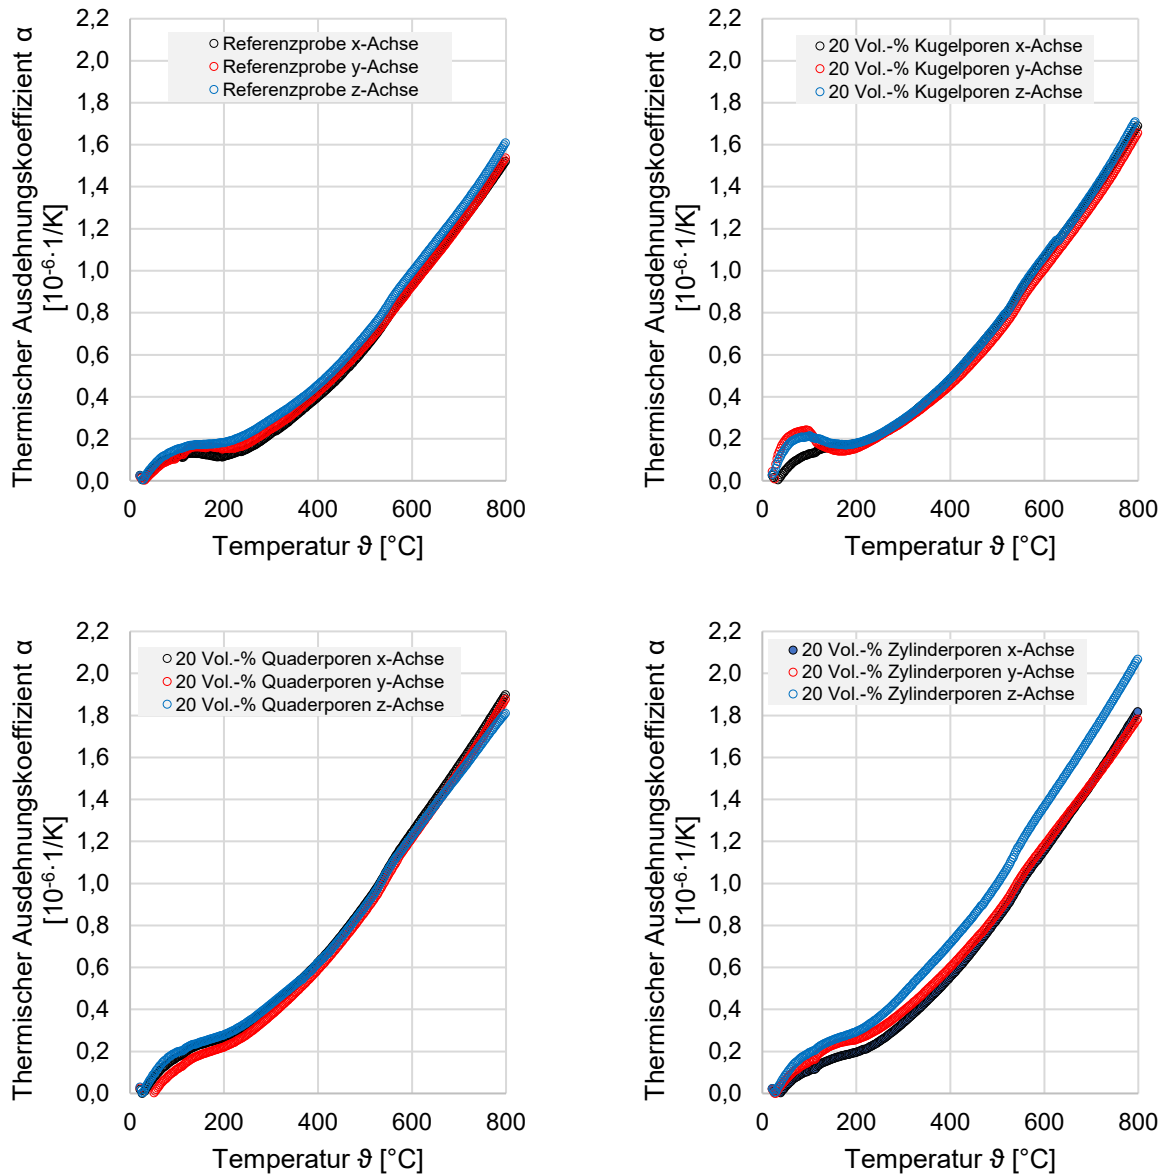 Thermischer Ausdehnungskoeffizient α
[10⁻⁶·1/K]
2,2
2,0
1,8
1,6
1,4
1,2
1,0
0,8
0,6
0,4
0,2
0,0
Referenzprobe x-Achse
Referenzprobe y-Achse
Referenzprobe z-Achse
0 200 400 600 800
Temperatur ϑ [°C]
Thermischer Ausdehnungskoeffizient α
[10⁻⁶·1/K]
2,2
2,0
1,8
1,6
1,4
1,2
1,0
0,8
0,6
0,4
0,2
0,0
20 Vol.-% Kugelporen x-Achse
20 Vol.-% Kugelporen y-Achse
20 Vol.-% Kugelporen z-Achse
0 200 400 600 800
Temperatur ϑ [°C]
Thermischer Ausdehnungskoeffizient α
[10⁻⁶·1/K]
2,2
2,0
1,8
1,6
1,4
1,2
1,0
0,8
0,6
0,4
0,2
0,0
20 Vol.-% Quaderporen x-Achse
20 Vol.-% Quaderporen y-Achse
20 Vol.-% Quaderporen z-Achse
0 200 400 600 800
Temperatur ϑ [°C]
Thermischer Ausdehnungskoeffizient α
[10⁻⁶·1/K]
2,2
2,0
1,8
1,6
1,4
1,2
1,0
0,8
0,6
0,4
0,2
0,0
20 Vol.-% Zylinderporen x-Achse
20 Vol.-% Zylinderporen y-Achse
20 Vol.-% Zylinderporen z-Achse
0 200 400 600 800
Temperatur ϑ [°C]